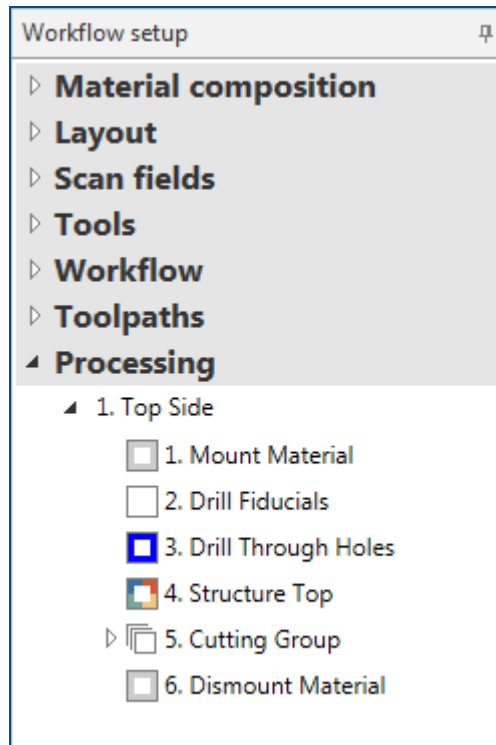 Workflow setup
Material composition
Layout
Scan fields
Tools
Workflow
Toolpaths
Processing
1. Top Side
1. Mount Material
2. Drill Fiducials
3. Drill Through Holes
4. Structure Top
5. Cutting Group
6. Dismount Material